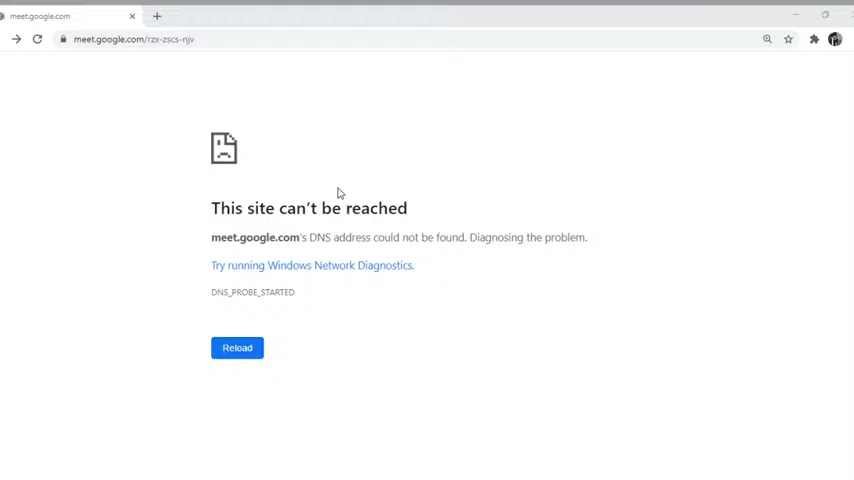 meet.google.com
meet.google.com/rzx-zscs-njv
This site can't be reached
meet.google.com's DNS address could not be found. Diagnosing the problem.
Try running Windows Network Diagnostics.
DNS_PROBE_STARTED
Reload